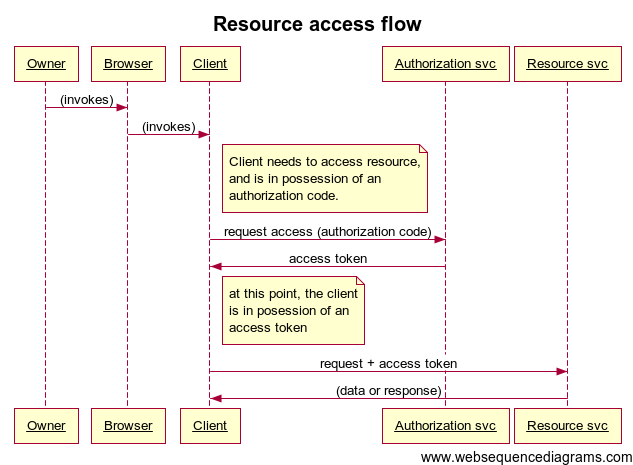 Resource access flow
Owner Browser Client Authorization svc Resource svc
(invokes)
(invokes)
Client needs to access resource,
and is in possession of an
authorization code.
request access (authorization code)
access token
at this point, the client
is in posession of an
access token
request + access token
(data or response)
Owner Browser Client Authorization svc Resource svc
www.websequencediagrams.com